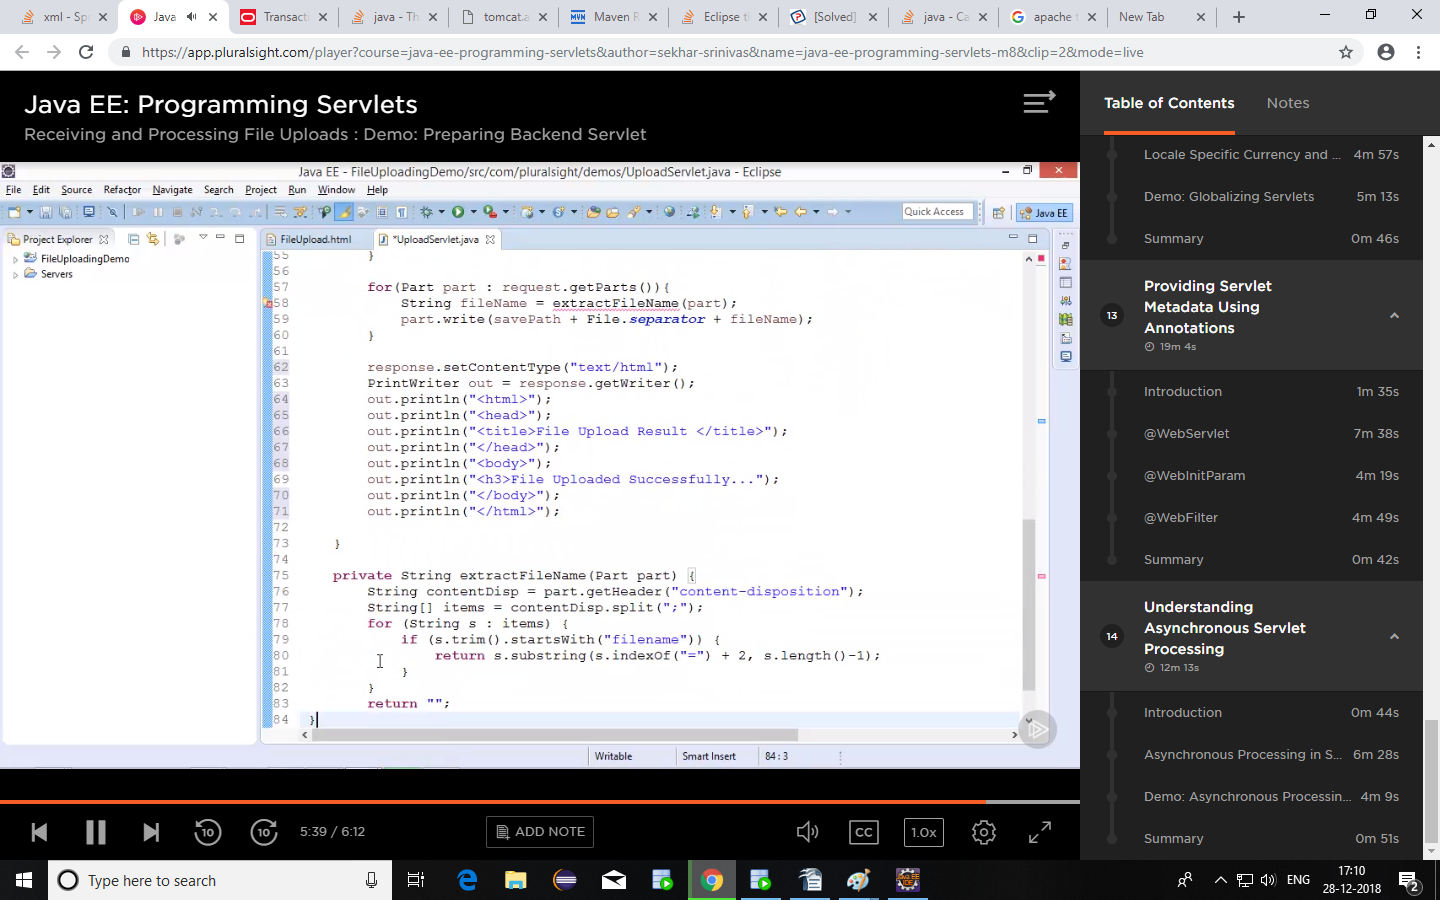 xml - Sp
Java
Transacti
java - Th
tomcat.a
Maven R
Eclipse ti
[Solved]
java - Ca
apache t
New Tab
https://app.pluralsight.com/player?course=java-ee-programming-servlets&author=sekhar-srinivas&name=java-ee-programming-servlets-m8&clip=2&mode=live
Java EE: Programming Servlets
Receiving and Processing File Uploads : Demo: Preparing Backend Servlet
Java EE - FileUploadingDemo/src/com/pluralsight/demos/UploadServlet.java - Eclipse
File Edit Source Refactor Navigate Search Project Run Window Help
Quick Access
Java EE
Project Explorer
FileUploadingDemo
Servers
FileUpload.html
*UploadServlet.java
55 }
56
57 for(Part part : request.getParts()){
58 String fileName = extractFileName(part);
59 part.write(savePath + File.separator + fileName);
60 }
61
62 response.setContentType("text/html");
63 PrintWriter out = response.getWriter();
64 out.println("<html>");
65 out.println("<head>");
66 out.println("<title>File Upload Result </title>");
67 out.println("</head>");
68 out.println("<body>");
69 out.println("<h3>File Uploaded Successfully...");
70 out.println("</body>");
71 out.println("</html>");
72
73 }
74
75 private String extractFileName(Part part) {
76 String contentDisp = part.getHeader("content-disposition");
77 String[] items = contentDisp.split(";");
78 for (String s : items) {
79 if (s.trim().startsWith("filename")) {
80 return s.substring(s.indexOf("=") + 2, s.length()-1);
81 }
82 }
83 return "";
84 }
Writable
Smart Insert
84 : 3
5:39 / 6:12
ADD NOTE
CC
1.0x
Table of Contents
Notes
Locale Specific Currency and ... 4m 57s
Demo: Globalizing Servlets 5m 13s
Summary 0m 46s
13
Providing Servlet
Metadata Using
Annotations
19m 4s
Introduction 1m 35s
@WebServlet 7m 38s
@WebInitParam 4m 19s
@WebFilter 4m 49s
Summary 0m 42s
14
Understanding
Asynchronous Servlet
Processing
12m 13s
Introduction 0m 44s
Asynchronous Processing in S... 6m 28s
Demo: Asynchronous Processin... 4m 9s
Summary 0m 51s
Type here to search
ENG
17:10
28-12-2018
2